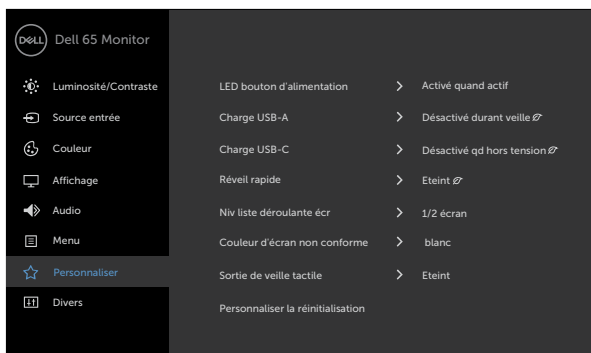 DELL Dell 65 Monitor
Luminosité/Contraste LED bouton d'alimentation Activé quand actif
Source entrée Charge USB-A Désactivé durant veille
Couleur Charge USB-C Désactivé qd hors tension
Affichage Réveil rapide Eteint
Audio Niv liste déroulante écr 1/2 écran
Menu Couleur d'écran non conforme blanc
Personnaliser Sortie de veille tactile Eteint
Divers Personnaliser la réinitialisation